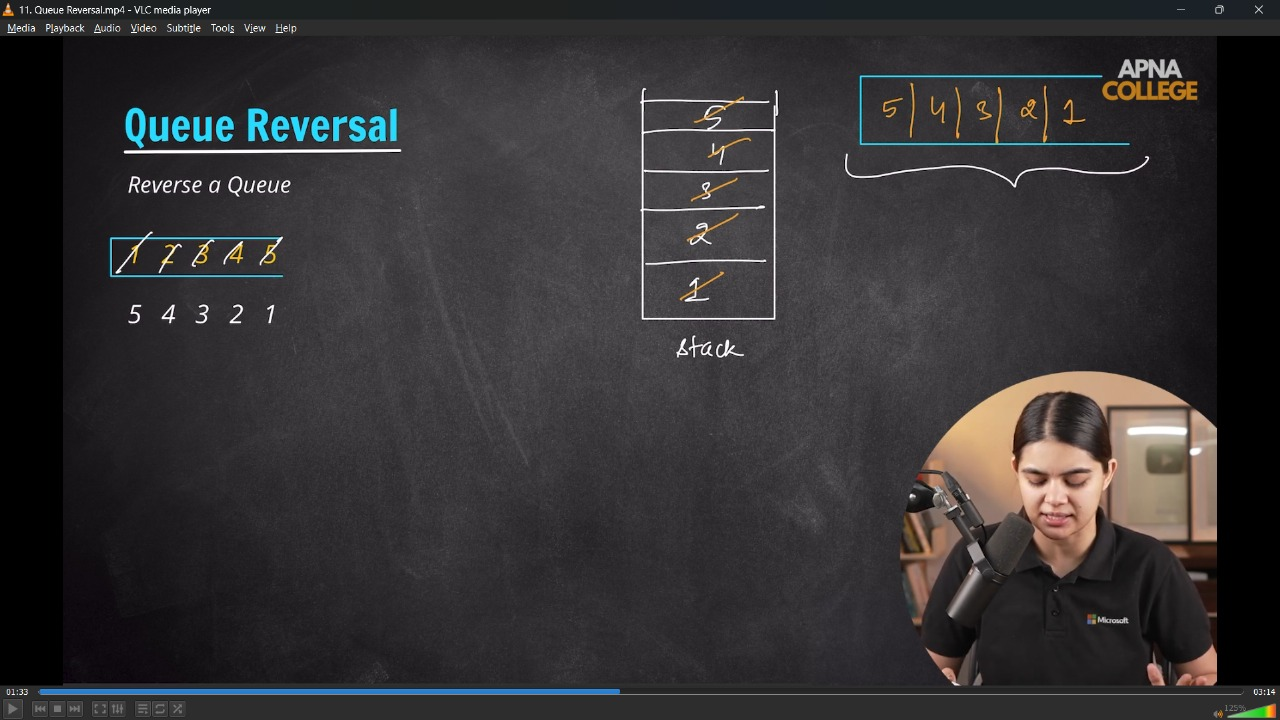 11. Queue Reversal.mp4 - VLC media player
Media Playback Audio Video Subtitle Tools View Help
APNA
COLLEGE
Queue Reversal
Reverse a Queue
1 2 3 4 5
5 4 3 2 1
5
4
3
2
1
stack
5 | 4 | 3 | 2 | 1
Microsoft
01:33
03:14
125%